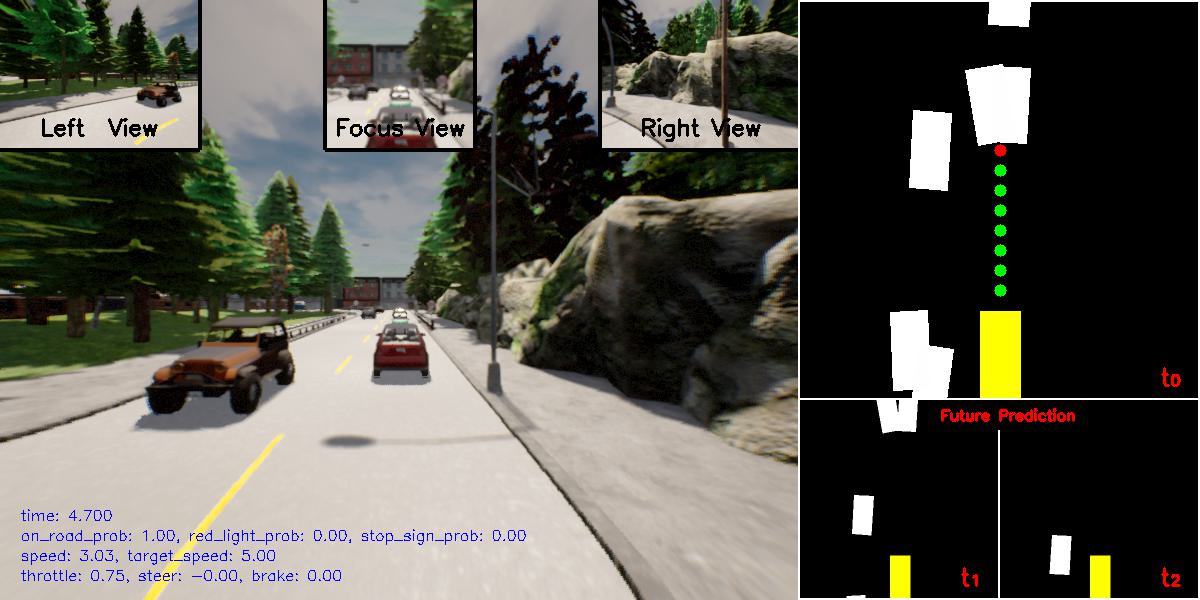 Left View
Focus View
Right View
t0
Future Prediction
t1
t2
time: 4.700
on_road_prob: 1.00, red_light_prob: 0.00, stop_sign_prob: 0.00
speed: 3.03, target_speed: 5.00
throttle: 0.75, steer: −0.00, brake: 0.00